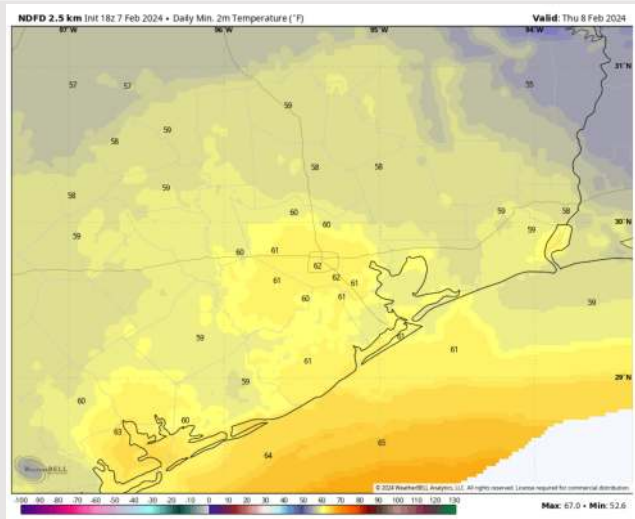 NDFD 2.5 km Init 18z 7 Feb 2024 • Daily Min. 2m Temperature (°F) Valid: Thu 8 Feb 2024
97°W 96°W 95°W 94°W
31°N
57 57 55
59
58 59
58 58
58 59
59 60 60 59 58
59
30°N
60 61
62
61 62 61
60 61
59
59 61
61 61
29°N
59
60 60
63
64 65
WeatherBELL
© 2024 WeatherBELL Analytics, LLC. All rights reserved. License required for commercial distribution.
-100 -90 -80 -70 -60 -50 -40 -30 -20 -10 0 10 20 30 40 50 60 70 80 90 100 110 120 130
Max: 67.0 • Min: 52.6